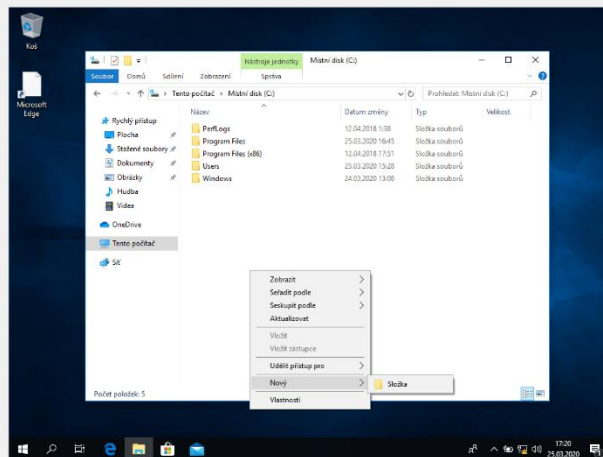 Koš
Microsoft Edge
Nástroje jednotky
Místní disk (C:)
Soubor Domů Sdílení Zobrazení Správa
Tento počítač › Místní disk (C:)
Prohledat: Místní disk (C:)
Název Datum změny Typ Velikost
Rychlý přístup
Plocha
Stažené soubory
Dokumenty
Obrázky
Hudba
Videa
OneDrive
Tento počítač
Síť
PerfLogs 12.04.2018 1:38 Složka souborů
Program Files 25.03.2020 16:45 Složka souborů
Program Files (x86) 12.04.2018 17:51 Složka souborů
Users 25.03.2020 15:28 Složka souborů
Windows 24.03.2020 13:08 Složka souborů
Zobrazit
Seřadit podle
Seskupit podle
Aktualizovat
Vložit
Vložit zástupce
Udělit přístup pro
Nový
Složka
Vlastnosti
Počet položek: 5
17:20
25.03.2020